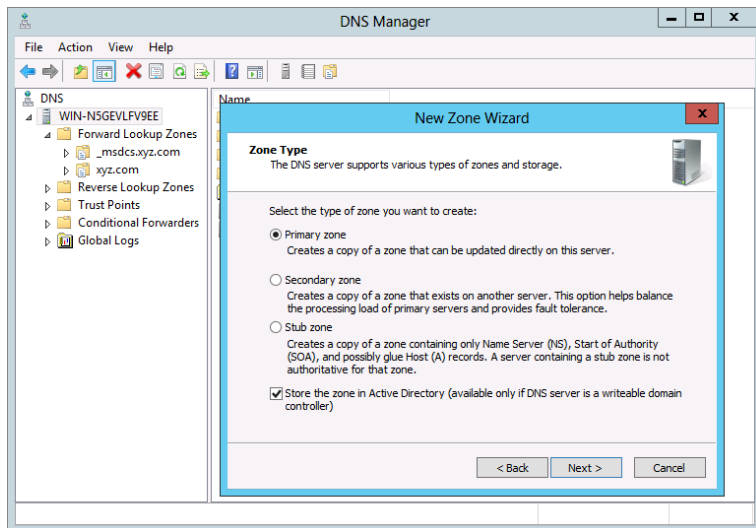 DNS Manager
File Action View Help
DNS
WIN-N5GEVLFV9EE
Forward Lookup Zones
_msdcs.xyz.com
xyz.com
Reverse Lookup Zones
Trust Points
Conditional Forwarders
Global Logs
Name
New Zone Wizard
x
Zone Type
The DNS server supports various types of zones and storage.
Select the type of zone you want to create:
Primary zone
Creates a copy of a zone that can be updated directly on this server.
Secondary zone
Creates a copy of a zone that exists on another server. This option helps balance
the processing load of primary servers and provides fault tolerance.
Stub zone
Creates a copy of a zone containing only Name Server (NS), Start of Authority
(SOA), and possibly glue Host (A) records. A server containing a stub zone is not
authoritative for that zone.
Store the zone in Active Directory (available only if DNS server is a writeable domain
controller)
< Back Next > Cancel